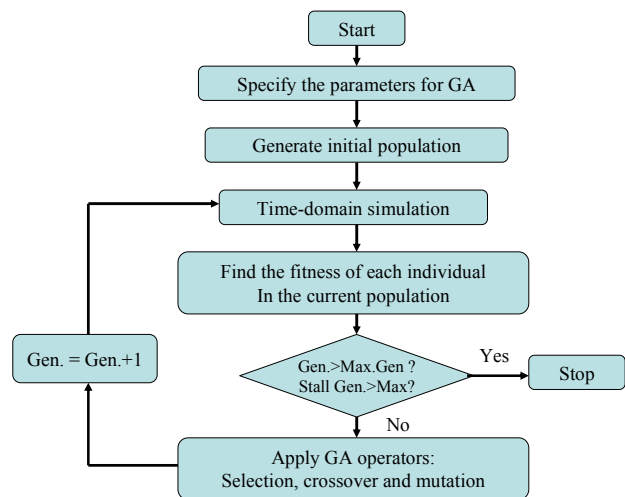 Start
Specify the parameters for GA
Generate initial population
Time-domain simulation
Find the fitness of each individual
In the current population
Gen. = Gen.+1
Gen.>Max.Gen ?
Stall Gen.>Max?
Yes
Stop
No
Apply GA operators:
Selection, crossover and mutation